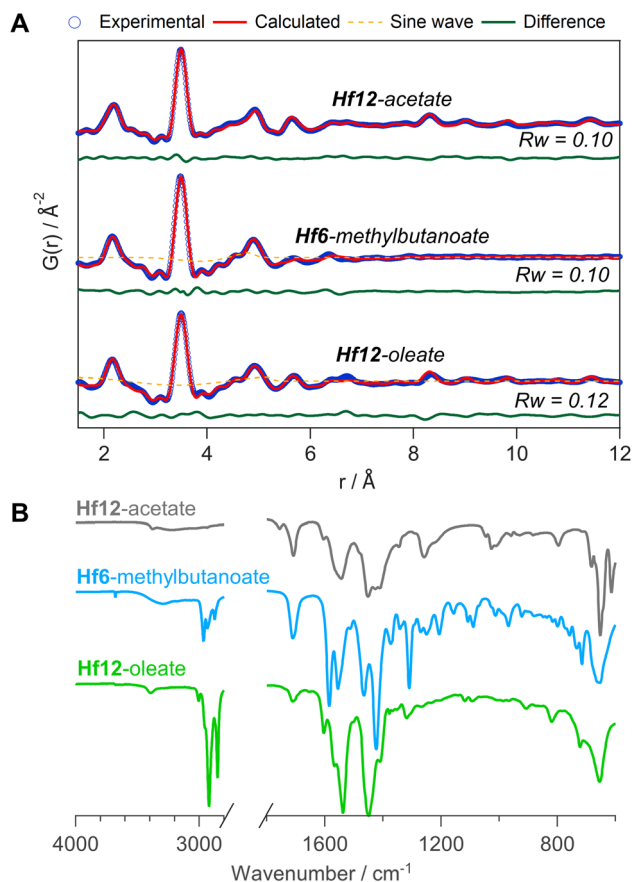 A
Experimental Calculated Sine wave Difference
Hf12-acetate
Rw = 0.10
Hf6-methylbutanoate
Rw = 0.10
Hf12-oleate
Rw = 0.12
G(r) / Å⁻²
2 4 6 8 10 12
r / Å
B
Hf12-acetate
Hf6-methylbutanoate
Hf12-oleate
4000 3000 1600 1200 800
Wavenumber / cm⁻¹